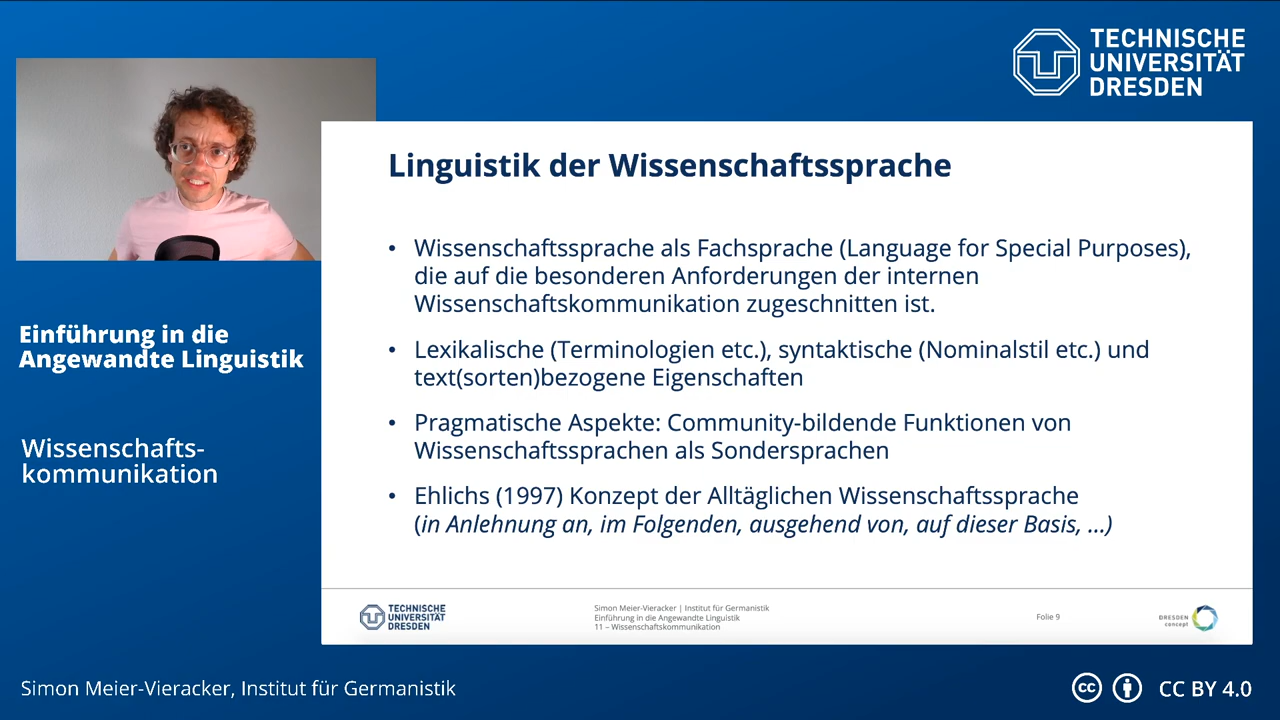 TECHNISCHE
UNIVERSITÄT
DRESDEN
Linguistik der Wissenschaftssprache
• Wissenschaftssprache als Fachsprache (Language for Special Purposes),
die auf die besonderen Anforderungen der internen
Wissenschaftskommunikation zugeschnitten ist.
• Lexikalische (Terminologien etc.), syntaktische (Nominalstil etc.) und
text(sorten)bezogene Eigenschaften
• Pragmatische Aspekte: Community-bildende Funktionen von
Wissenschaftssprachen als Sondersprachen
• Ehlichs (1997) Konzept der Alltäglichen Wissenschaftssprache
(in Anlehnung an, im Folgenden, ausgehend von, auf dieser Basis, ...)
Einführung in die
Angewandte Linguistik
Wissenschafts-
kommunikation
TECHNISCHE
UNIVERSITÄT
DRESDEN
Simon Meier-Vieracker | Institut für Germanistik
Einführung in die Angewandte Linguistik
11 – Wissenschaftskommunikation
Folie 9
DRESDEN
concept
Simon Meier-Vieracker, Institut für Germanistik
cc CC BY 4.0